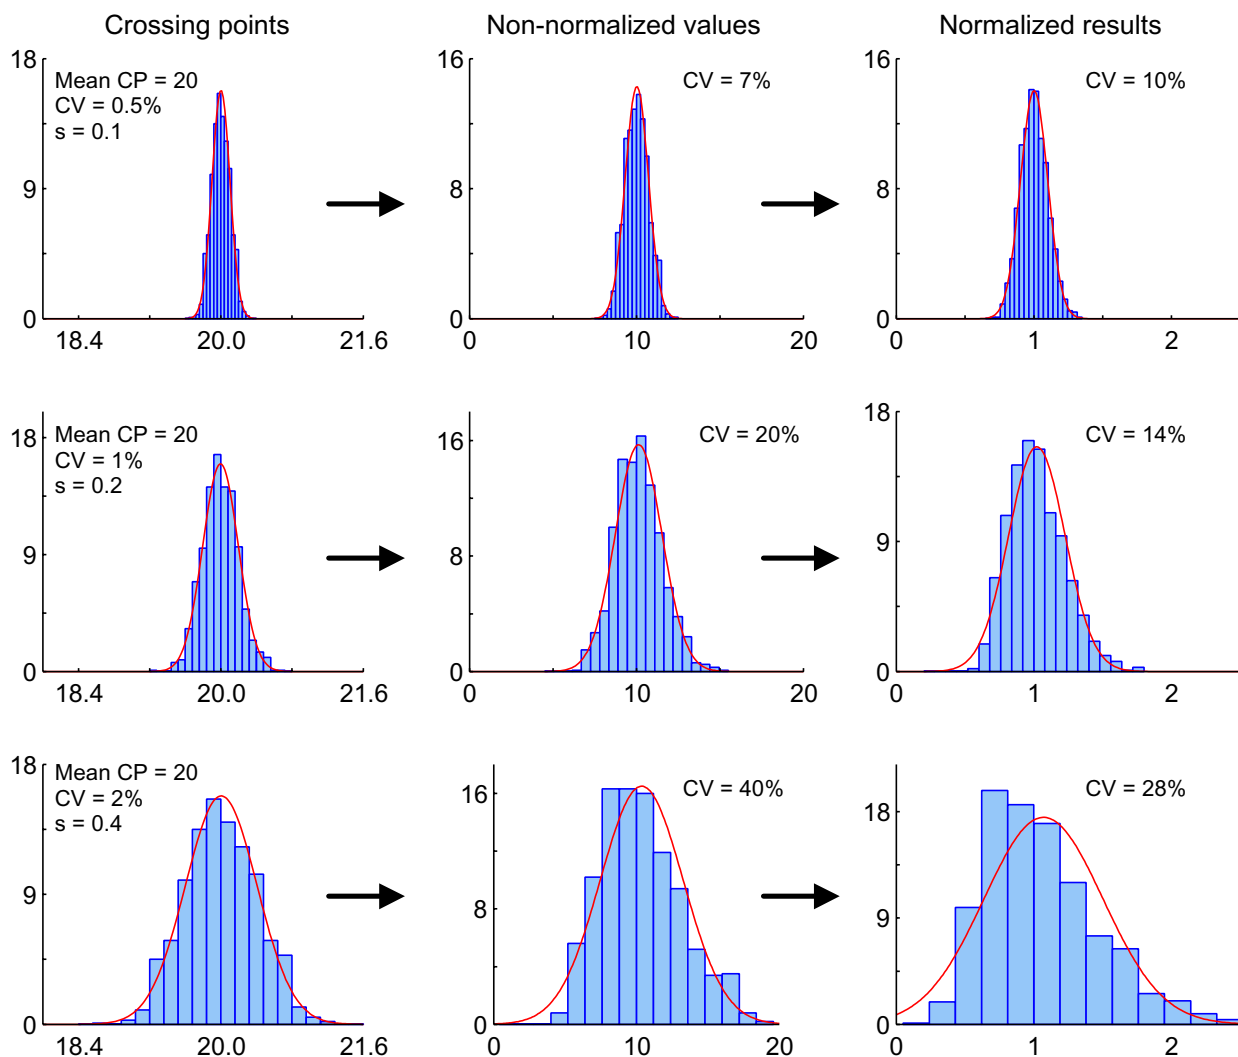 Crossing points Non-normalized values Normalized results
18 16 16
Mean CP = 20 CV = 7% CV = 10%
CV = 0.5%
s = 0.1
9 8 8
0 0 0
18.4 20.0 21.6 0 10 20 0 1 2
18 16 18
Mean CP = 20 CV = 20% CV = 14%
CV = 1%
s = 0.2
9 8 9
0 0 0
18.4 20.0 21.6 0 10 20 0 1 2
18 16 18
Mean CP = 20 CV = 40% CV = 28%
CV = 2%
s = 0.4
9 8 9
0 0 0
18.4 20.0 21.6 0 10 20 0 1 2